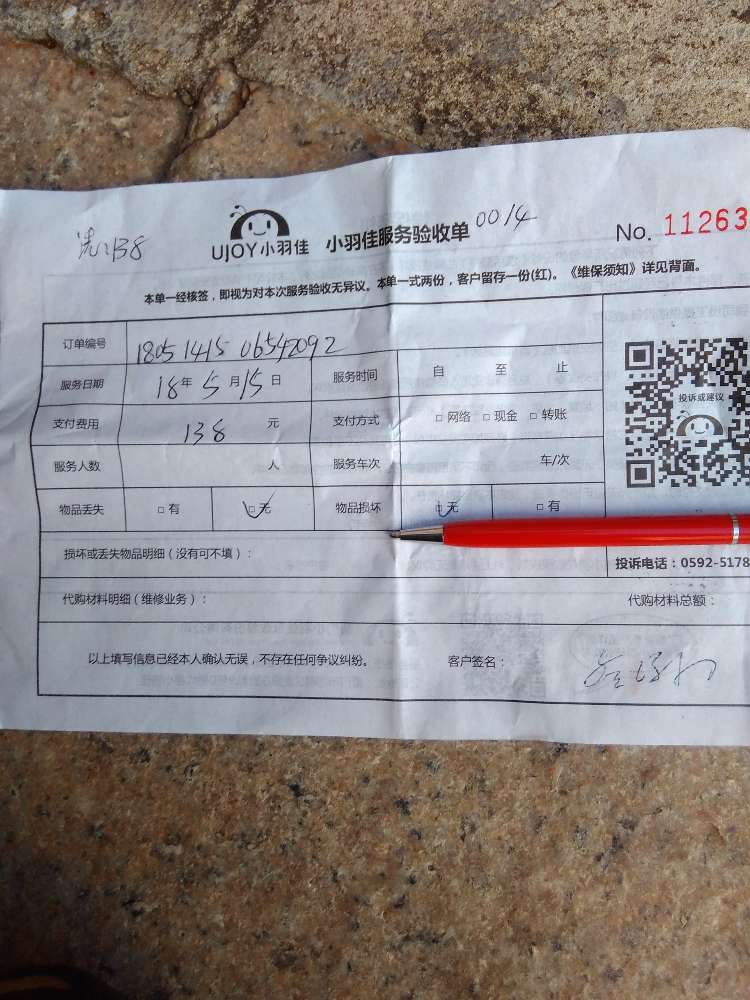 洗:138
UJOY小羽佳 小羽佳服务验收单 0014
No. 11263
本单一经核签，即视为对本次服务验收无异议。本单一式两份，客户留存一份(红)。《维保须知》详见背面。
订单编号 1805 1415 06542092
服务日期 18年5月15日 服务时间 自 至 止
支付费用 138 元 支付方式 □网络 □现金 □转账
投诉或建议
服务人数 人 服务车次 车/次
物品丢失 □有 □无 物品损坏 □无 □有
损坏或丢失物品明细（没有可不填）：
投诉电话：0592-5178
代购材料明细（维修业务）： 代购材料总额：
以上填写信息已经本人确认无误，不存在任何争议纠纷。 客户签名：